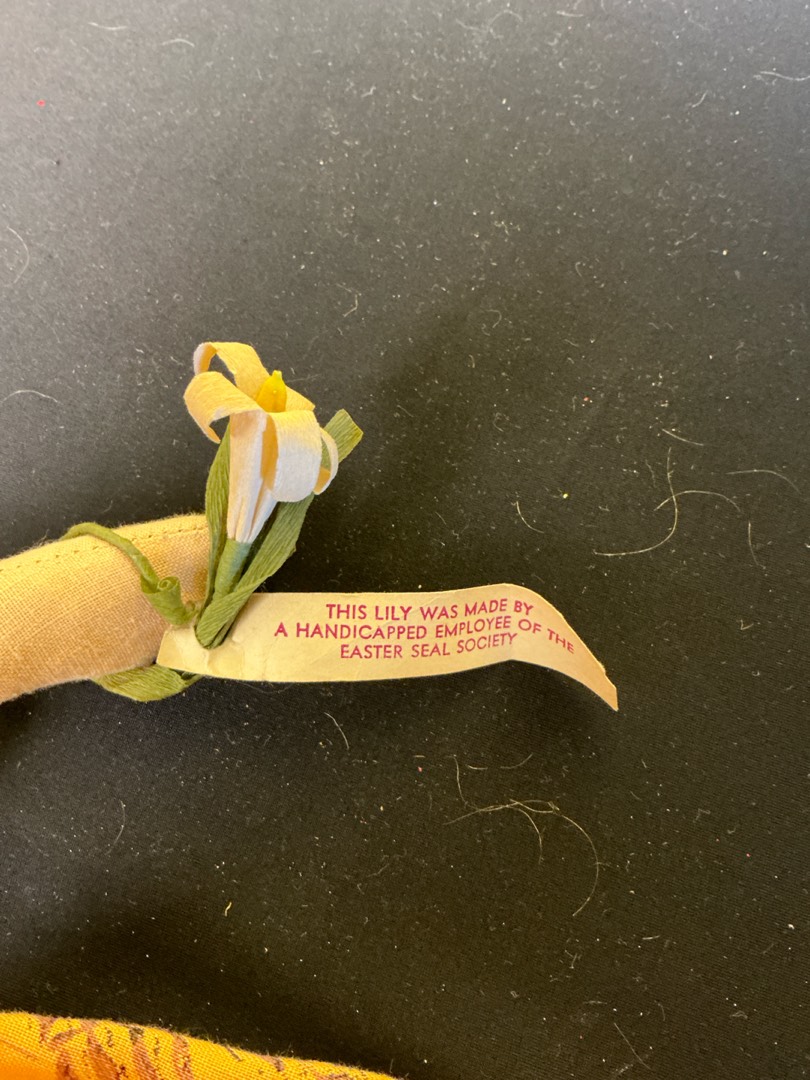 THIS LILY WAS MADE BY
A HANDICAPPED EMPLOYEE OF THE
EASTER SEAL SOCIETY